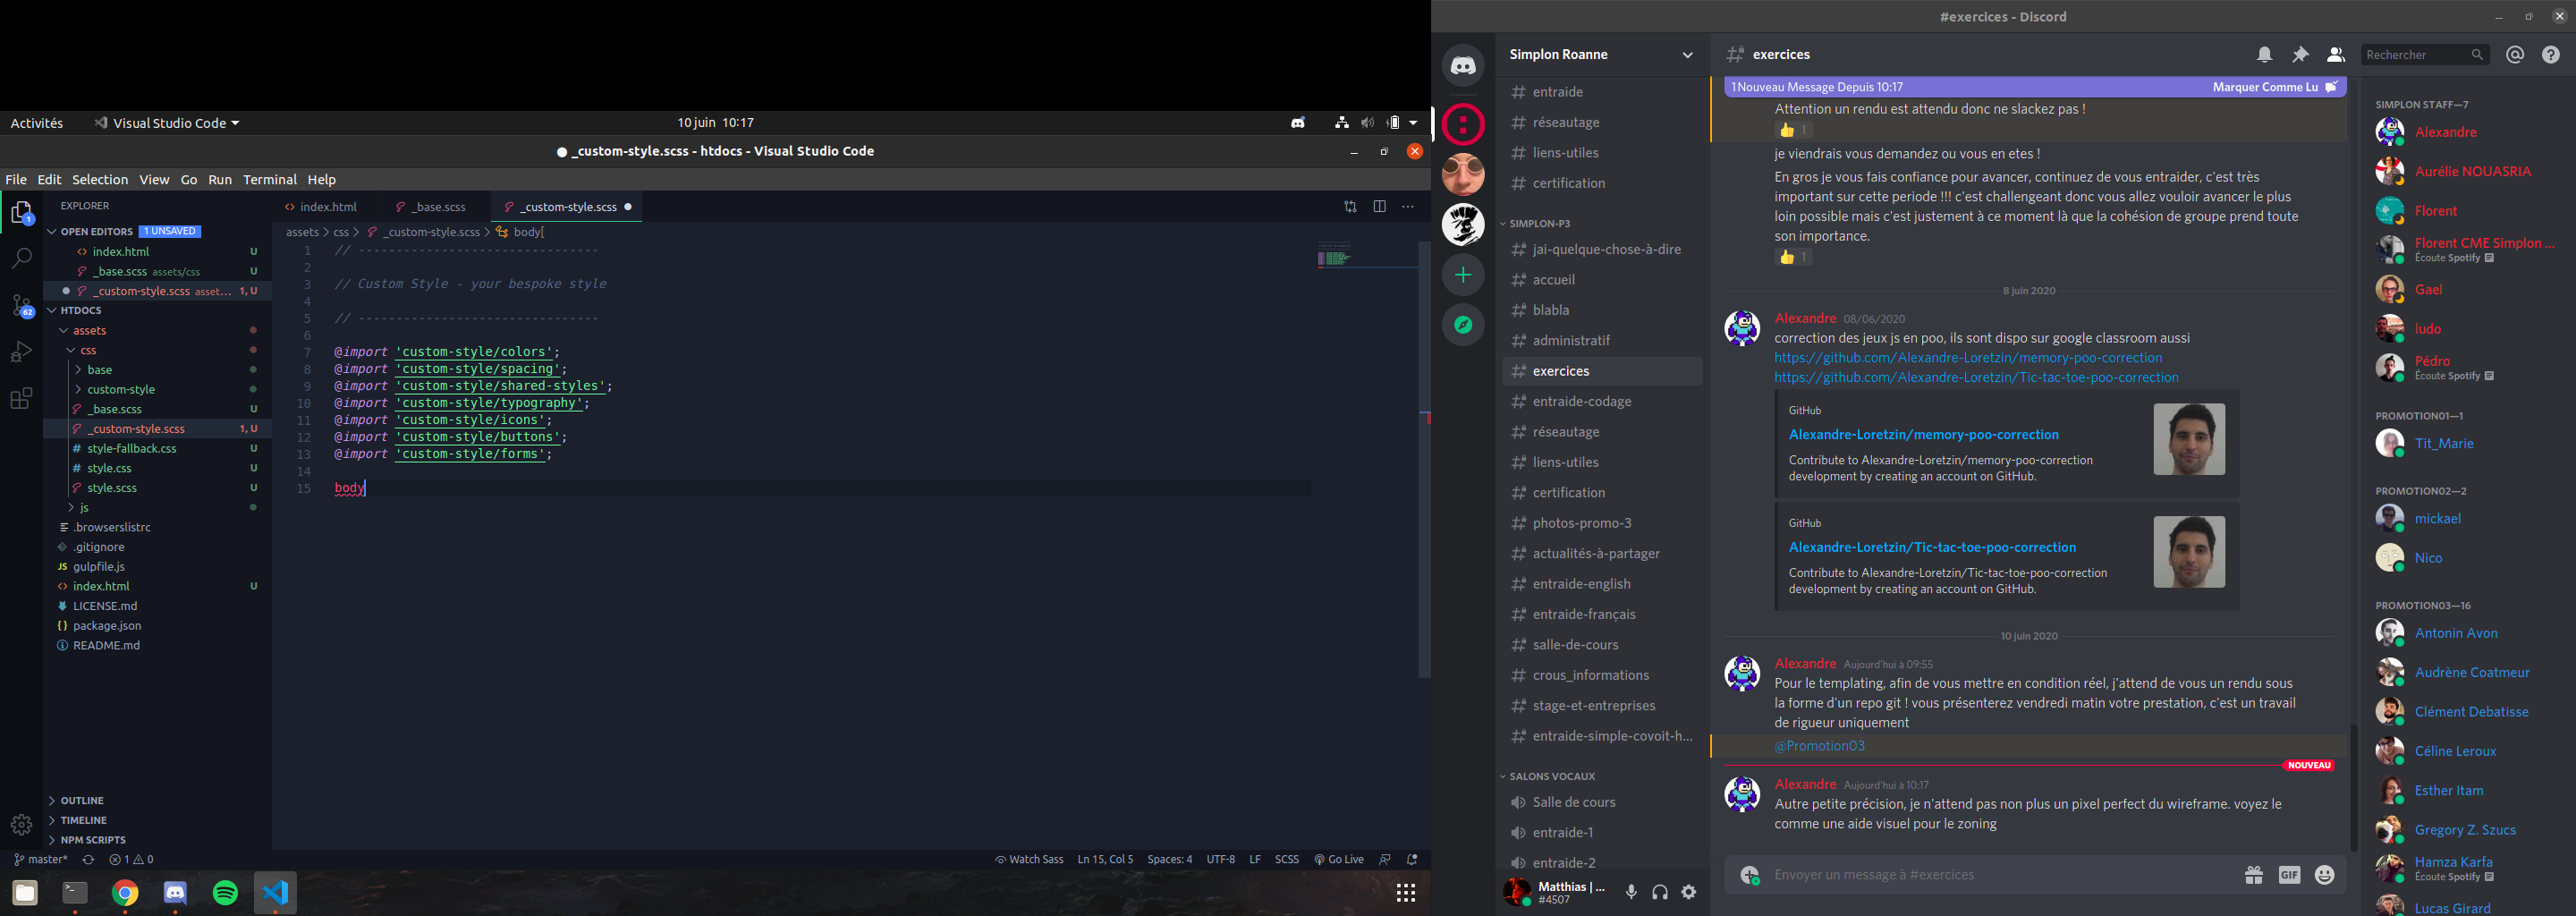 Activités
Visual Studio Code
10 juin 10:17
● _custom-style.scss - htdocs - Visual Studio Code
File Edit Selection View Go Run Terminal Help
EXPLORER
OPEN EDITORS 1 UNSAVED
index.html U
_base.scss assets/css U
_custom-style.scss asset... 1, U
HTDOCS
assets
css
base
custom-style
_base.scss U
_custom-style.scss 1, U
style-fallback.css U
style.css U
style.scss U
js
.browserslistrc
.gitignore
gulpfile.js
index.html U
LICENSE.md
package.json
README.md
OUTLINE
TIMELINE
NPM SCRIPTS
1
62
index.html
_base.scss
_custom-style.scss ●
assets > css > _custom-style.scss > body[
1 // --------------------------------
2
3 // Custom Style - your bespoke style
4
5 // --------------------------------
6
7 @import 'custom-style/colors';
8 @import 'custom-style/spacing';
9 @import 'custom-style/shared-styles';
10 @import 'custom-style/typography';
11 @import 'custom-style/icons';
12 @import 'custom-style/buttons';
13 @import 'custom-style/forms';
14
15 body
master* 1 0
Watch Sass Ln 15, Col 5 Spaces: 4 UTF-8 LF SCSS Go Live
#exercices - Discord
Simplon Roanne
entraide
réseautage
liens-utiles
certification
SIMPLON-P3
jai-quelque-chose-à-dire
accueil
blabla
administratif
exercices
entraide-codage
réseautage
liens-utiles
certification
photos-promo-3
actualités-à-partager
entraide-english
entraide-français
salle-de-cours
crous_informations
stage-et-entreprises
entraide-simple-covoit-h...
SALONS VOCAUX
Salle de cours
entraide-1
entraide-2
Matthias | ...
#4507
exercices
Rechercher
1 Nouveau Message Depuis 10:17
Marquer Comme Lu
Attention un rendu est attendu donc ne slackez pas !
1
je viendrais vous demandez ou vous en etes !
En gros je vous fais confiance pour avancer, continuez de vous entraider, c'est très
important sur cette periode !!! c'est challengeant donc vous allez vouloir avancer le plus
loin possible mais c'est justement à ce moment là que la cohésion de groupe prend toute
son importance.
1
8 juin 2020
Alexandre 08/06/2020
correction des jeux js en poo, ils sont dispo sur google classroom aussi
https://github.com/Alexandre-Loretzin/memory-poo-correction
https://github.com/Alexandre-Loretzin/Tic-tac-toe-poo-correction
GitHub
Alexandre-Loretzin/memory-poo-correction
Contribute to Alexandre-Loretzin/memory-poo-correction
development by creating an account on GitHub.
GitHub
Alexandre-Loretzin/Tic-tac-toe-poo-correction
Contribute to Alexandre-Loretzin/Tic-tac-toe-poo-correction
development by creating an account on GitHub.
10 juin 2020
Alexandre Aujourd'hui à 09:55
Pour le templating, afin de vous mettre en condition réel, j'attend de vous un rendu sous
la forme d'un repo git ! vous présenterez vendredi matin votre prestation, c'est un travail
de rigueur uniquement
@Promotion03
NOUVEAU
Alexandre Aujourd'hui à 10:17
Autre petite précision, je n'attend pas non plus un pixel perfect du wireframe. voyez le
comme une aide visuel pour le zoning
Envoyer un message à #exercices
GIF
SIMPLON STAFF—7
Alexandre
Aurélie NOUASRIA
Florent
Florent CME Simplon ...
Écoute Spotify
Gael
ludo
Pédro
Écoute Spotify
PROMOTION01—1
Tit_Marie
PROMOTION02—2
mickael
Nico
PROMOTION03—16
Antonin Avon
Audrène Coatmeur
Clément Debatisse
Céline Leroux
Esther Itam
Gregory Z. Szucs
Hamza Karfa
Écoute Spotify
Lucas Girard